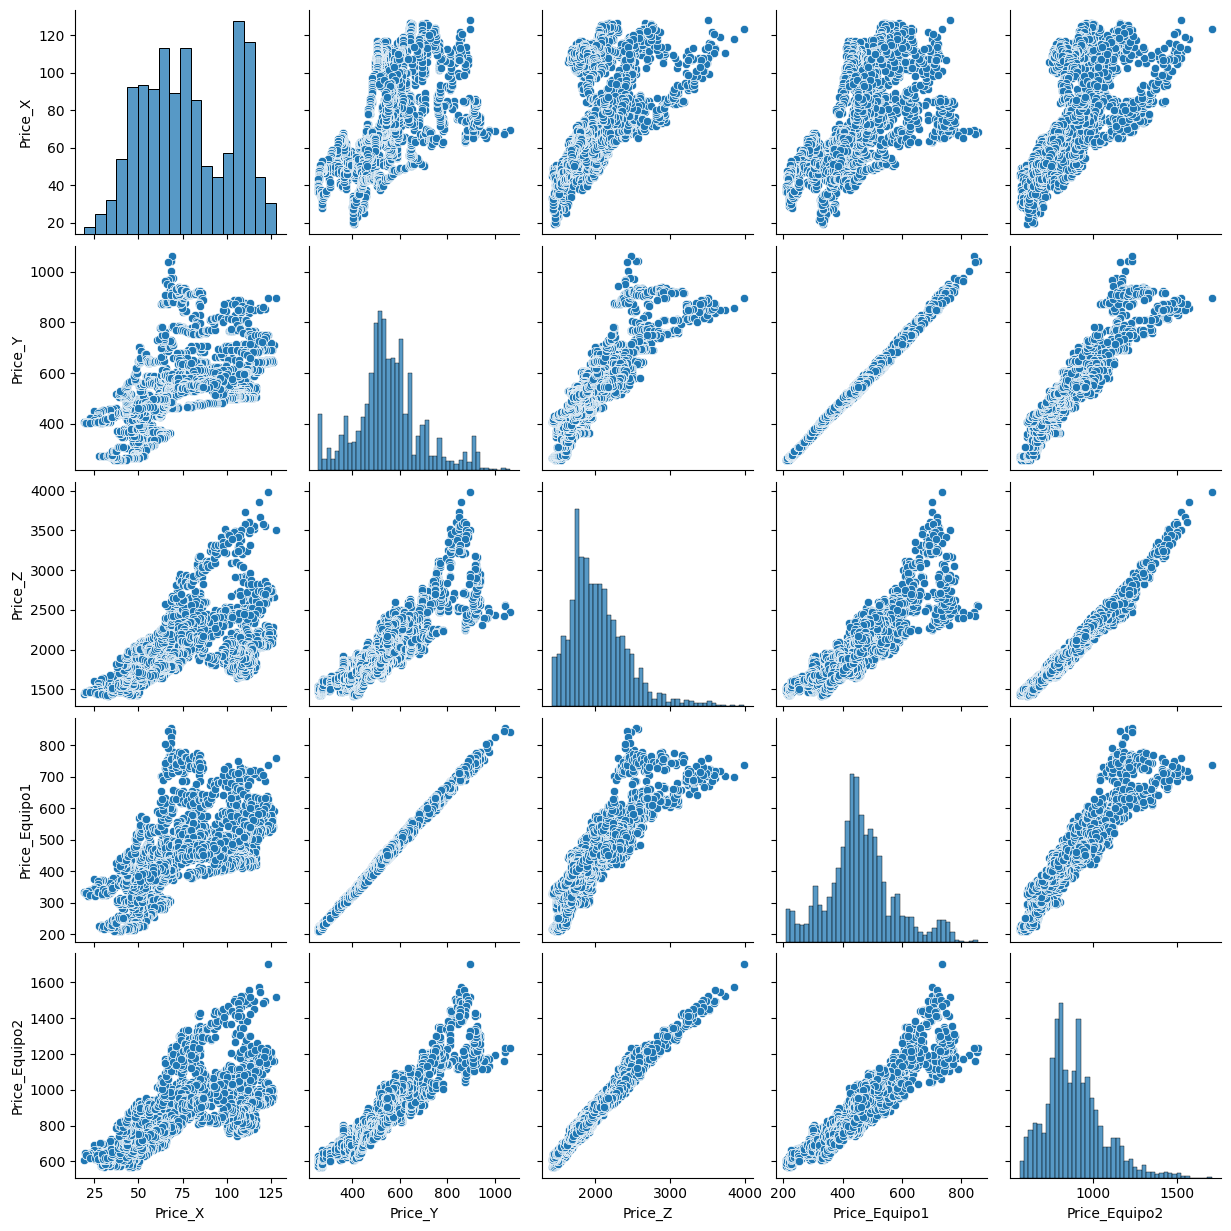 120
100
80
60
40
20
Price_X
1000
800
600
400
Price_Y
4000
3500
3000
2500
2000
1500
Price_Z
800
700
600
500
400
300
200
Price_Equipo1
1600
1400
1200
1000
800
600
Price_Equipo2
25 50 75 100 125
Price_X
400 600 800 1000
Price_Y
2000 3000 4000
Price_Z
200 400 600 800
Price_Equipo1
1000 1500
Price_Equipo2